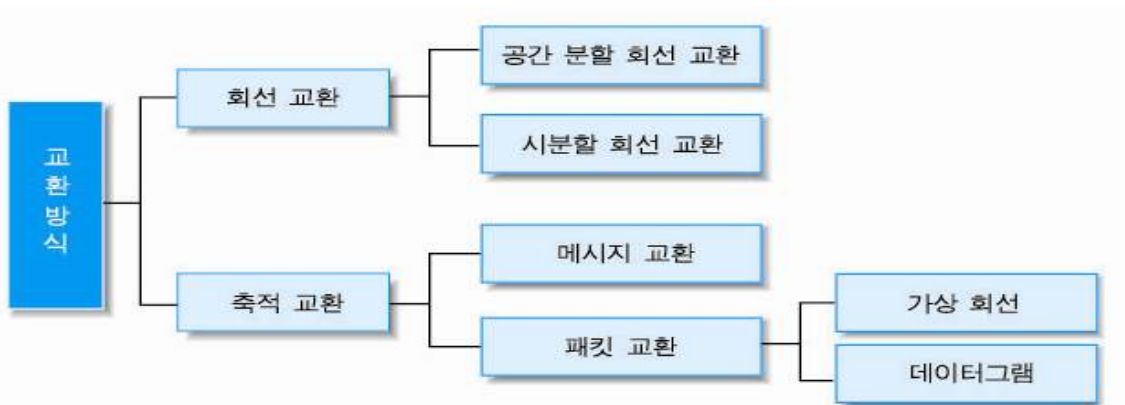 교환방식
회선 교환
공간 분할 회선 교환
시분할 회선 교환
축적 교환
메시지 교환
패킷 교환
가상 회선
데이터그램